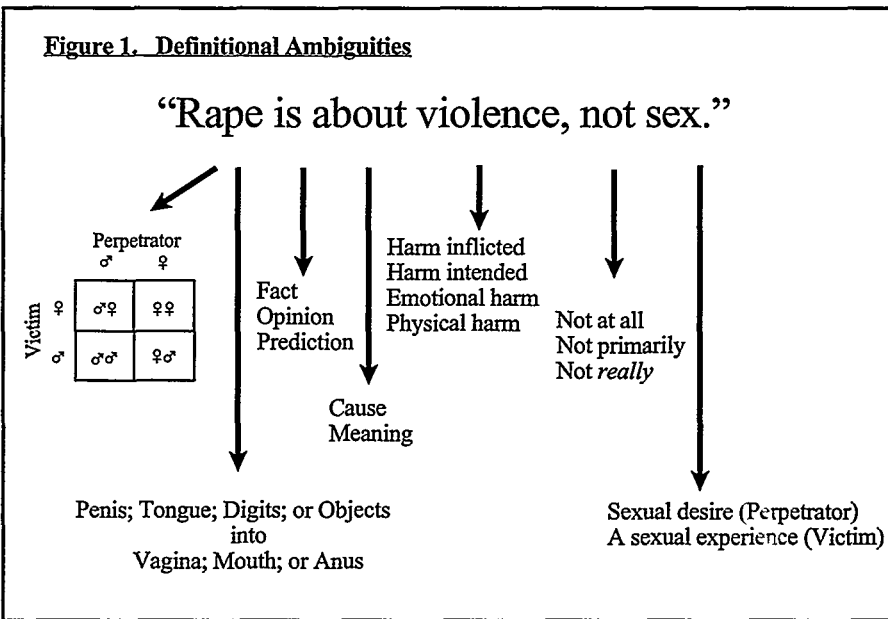 Figure 1. Definitional Ambiguities
“Rape is about violence, not sex.”
Perpetrator
♂ ♀
Victim
♀ ♂♀ ♀♀
♂ ♂♂ ♀♂
Penis; Tongue; Digits; or Objects
into
Vagina; Mouth; or Anus
Fact
Opinion
Prediction
Cause
Meaning
Harm inflicted
Harm intended
Emotional harm
Physical harm
Not at all
Not primarily
Not really
Sexual desire (Perpetrator)
A sexual experience (Victim)